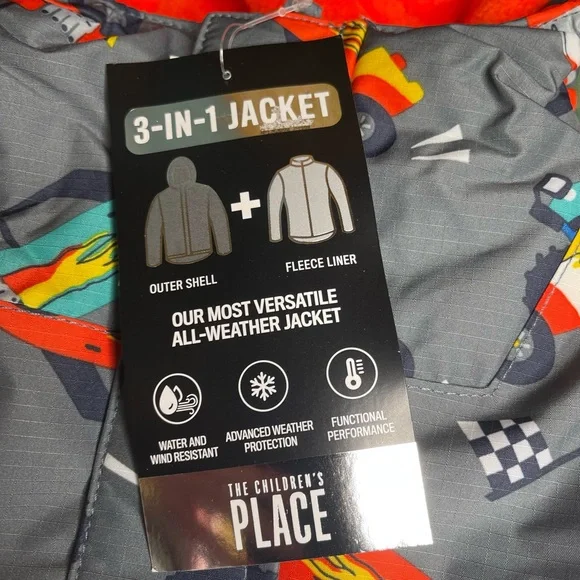 3-IN-1 JACKET
+
OUTER SHELL
FLEECE LINER
OUR MOST VERSATILE
ALL-WEATHER JACKET
WATER AND
WIND RESISTANT
ADVANCED WEATHER
PROTECTION
FUNCTIONAL
PERFORMANCE
THE CHILDREN'S
PLACE